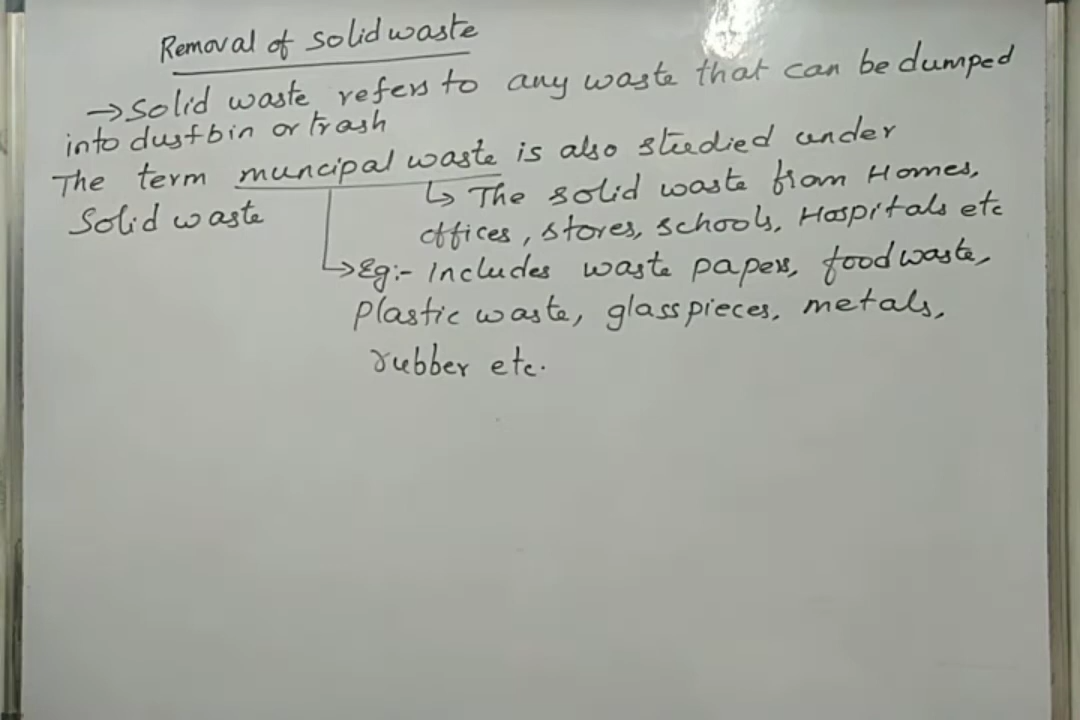 Removal of solid waste
→ Solid waste refers to any waste that can be dumped
into dustbin or trash
The term muncipal waste is also studied under
Solid waste
↳ The solid waste from Homes,
offices, stores, schools, Hospitals etc
→ Eg:- Includes waste papers, food waste,
Plastic waste, glass pieces, metals,
rubber etc.